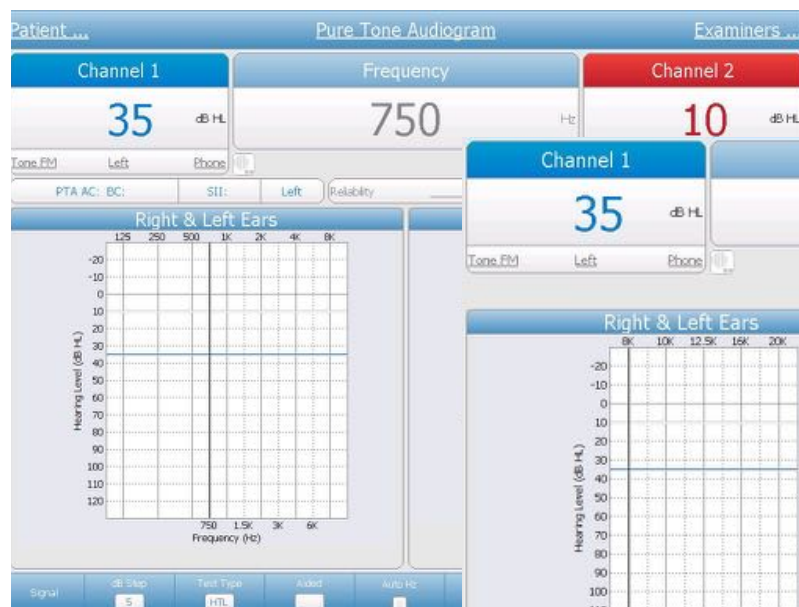 Patient ... Pure Tone Audiogram Examiners ...
Channel 1 Frequency Channel 2
35 dB HL 750 Hz 10 dB HL
Tone FM Left Phone
PTA AC: BC: SII: Left Reliability
Right & Left Ears
125 250 500 1K 2K 4K 8K
-20
-10
0
10
20
30
40
50
60
70
80
90
100
110
120
Hearing Level (dB HL)
750 1.5K 3K 6K
Frequency (Hz)
Signal dB Step Test Type Aided Auto Hz
5 HTL
Channel 1
35 dB HL
Tone FM Left Phone
Right & Left Ears
8K 10K 12.5K 16K 20K
-20
-10
0
10
20
30
40
50
60
70
80
90
100
Hearing Level (dB HL)